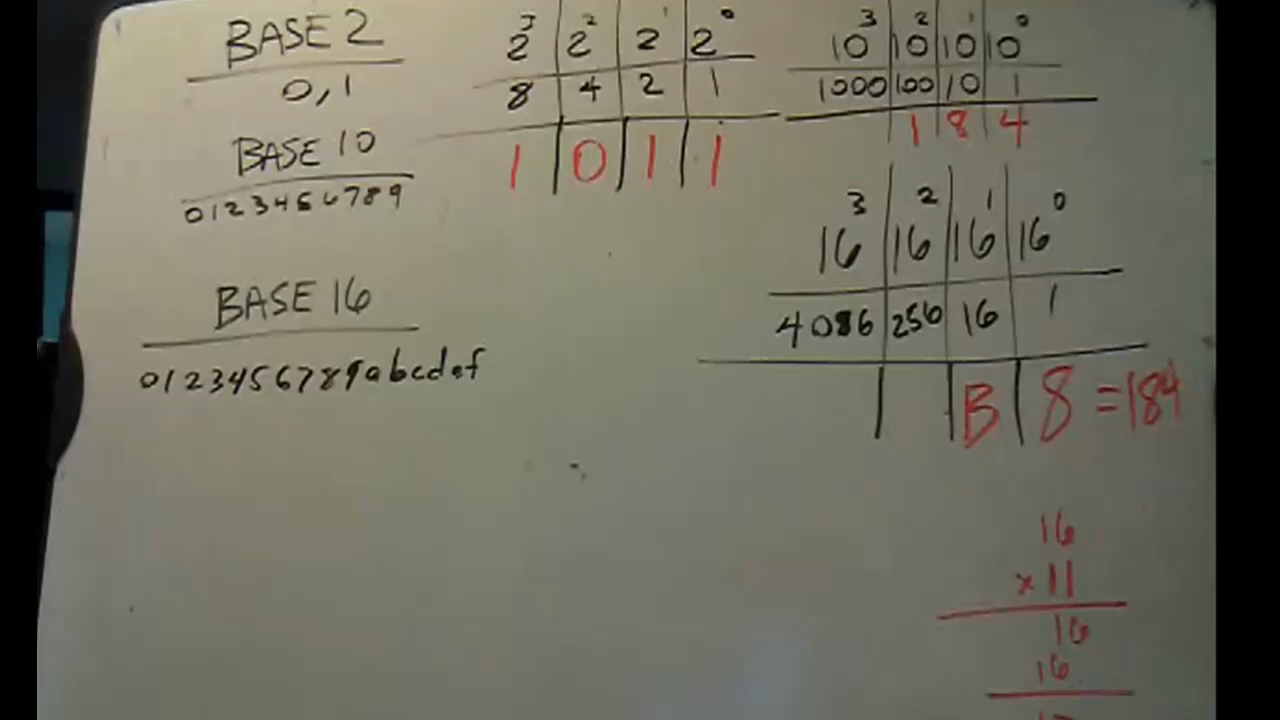 BASE 2
0,1
BASE 10
0123456789
BASE 16
0123456789abcdef
2³ 2² 2¹ 2⁰
8 4 2 1
1 0 1 1
10³ 10² 10¹ 10⁰
1000 100 10 1
1 8 4
16³ 16² 16¹ 16⁰
4086 256 16 1
B 8 =184
16
x 11
16
16